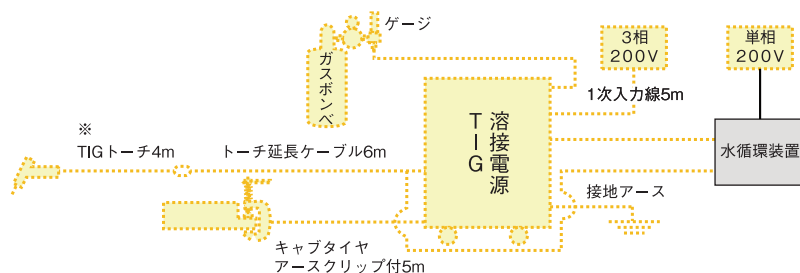 ゲージ
ガスボンベ
3相
200V
単相
200V
1次入力線5m
溶接電源
TIG
水循環装置
※
TIGトーチ4m
トーチ延長ケーブル6m
接地アース
キャブタイヤ
アースクリップ付5m